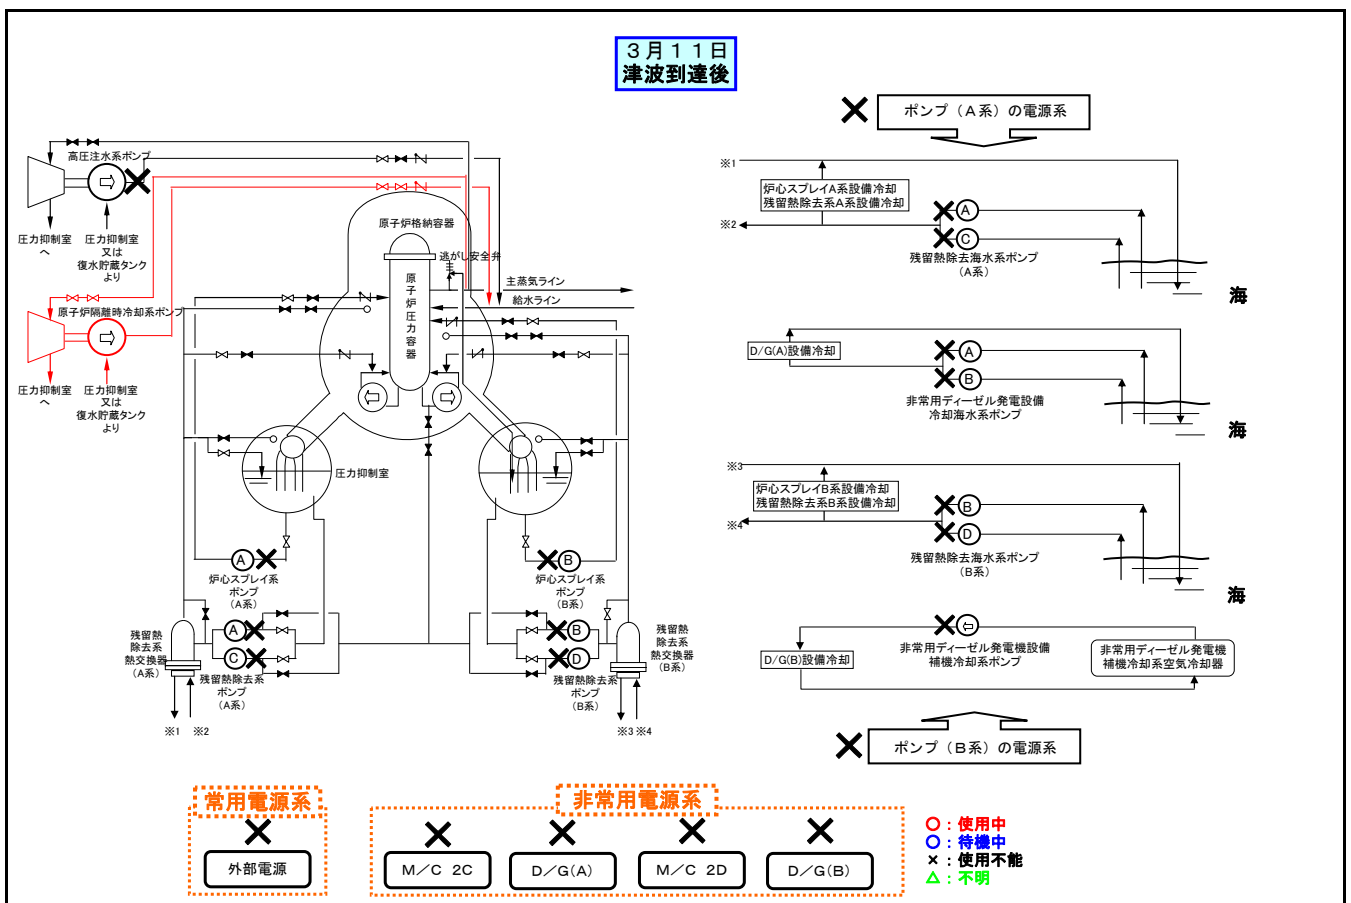 3月11日
津波到達後
ポンプ（A系）の電源系
高圧注水系ポンプ
圧力抑制室
へ
圧力抑制室
又は
復水貯蔵タンク
より
原子炉格納容器
逃がし安全弁
原子炉圧力容器
主蒸気ライン
給水ライン
原子炉隔離時冷却系ポンプ
圧力抑制室
へ
圧力抑制室
又は
復水貯蔵タンク
より
圧力抑制室
A
炉心スプレイ系
ポンプ
（A系）
B
炉心スプレイ系
ポンプ
（B系）
残留熱
除去系
熱交換器
（A系）
A
C
残留熱除去系
ポンプ
（A系）
B
D
残留熱除去系
ポンプ
（B系）
残留熱
除去系
熱交換器
（B系）
※1 ※2
※3 ※4
※1
炉心スプレイA系設備冷却
残留熱除去系A系設備冷却
※2
A
C
残留熱除去海水系ポンプ
（A系）
海
D/G(A)設備冷却
A
B
非常用ディーゼル発電設備
冷却海水系ポンプ
海
※3
炉心スプレイB系設備冷却
残留熱除去系B系設備冷却
※4
B
D
残留熱除去海水系ポンプ
（B系）
海
D/G(B)設備冷却
非常用ディーゼル発電機設備
補機冷却系ポンプ
非常用ディーゼル発電機
補機冷却系空気冷却器
ポンプ（B系）の電源系
常用電源系
外部電源
非常用電源系
M／C 2C
D／G(A)
M／C 2D
D／G(B)
○：使用中
○：待機中
×：使用不能
△：不明